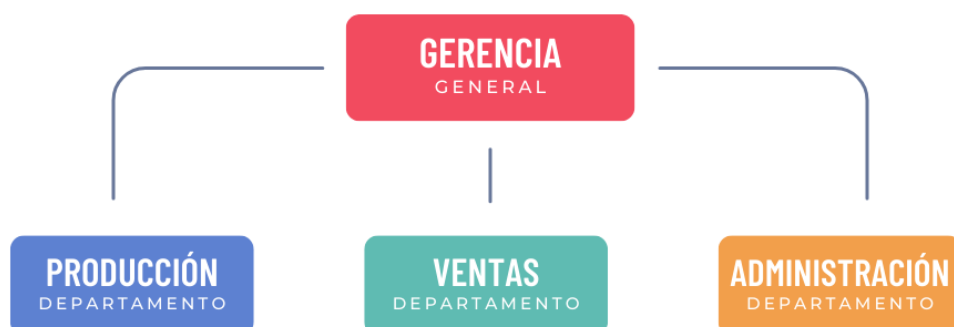 GERENCIA
GENERAL
PRODUCCIÓN
DEPARTAMENTO
VENTAS
DEPARTAMENTO
ADMINISTRACIÓN
DEPARTAMENTO